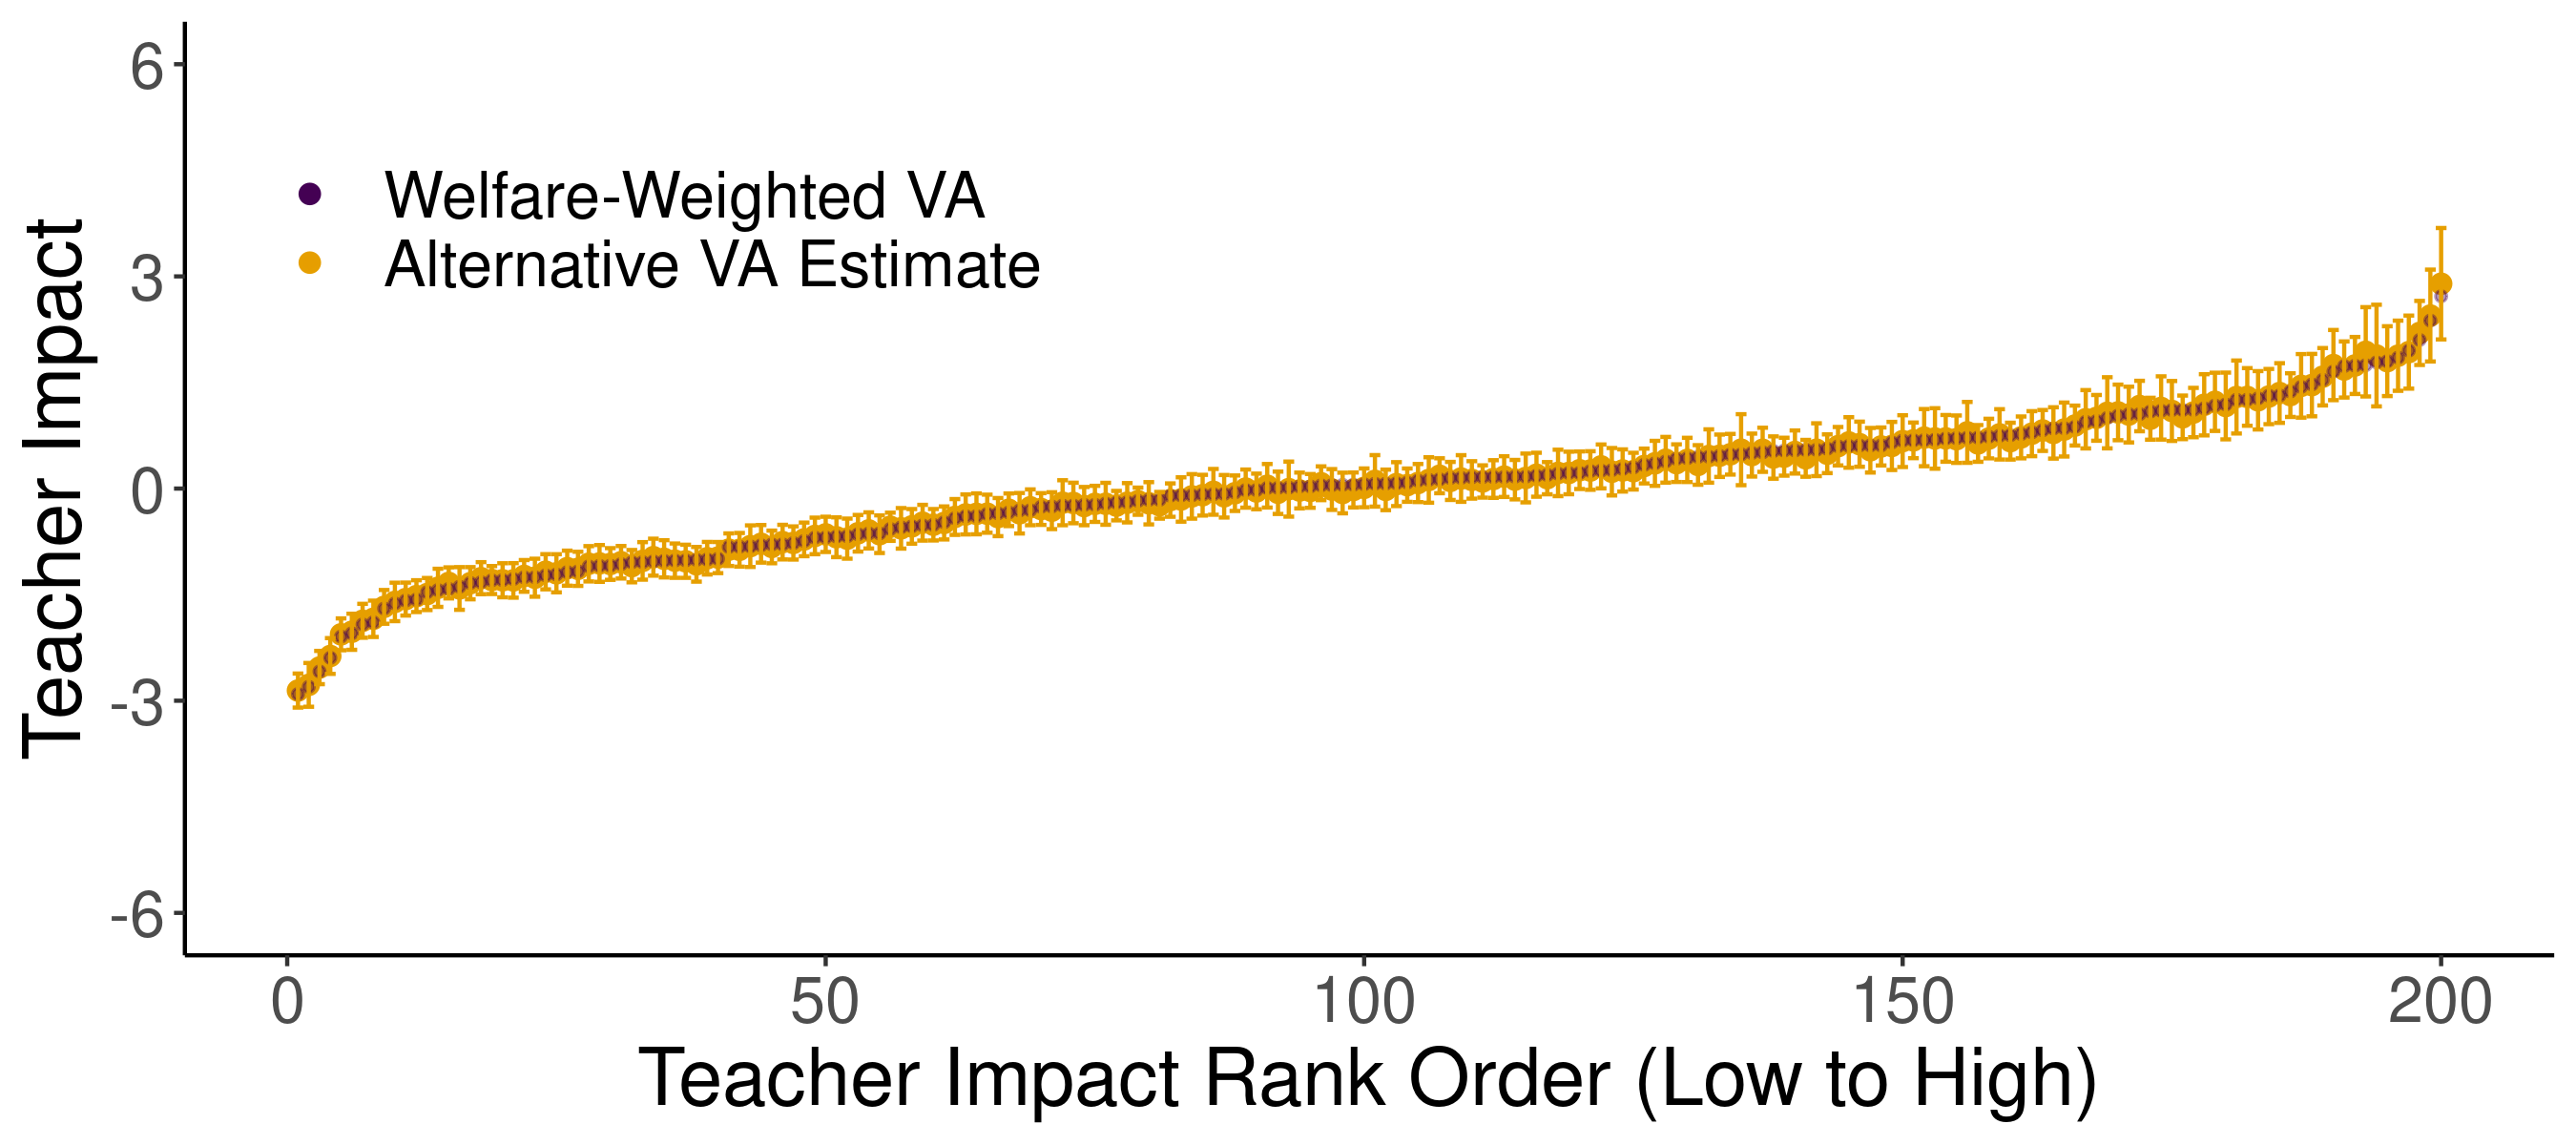 6
Welfare-Weighted VA
Alternative VA Estimate
3
0
-3
-6
Teacher Impact
0 50 100 150 200
Teacher Impact Rank Order (Low to High)